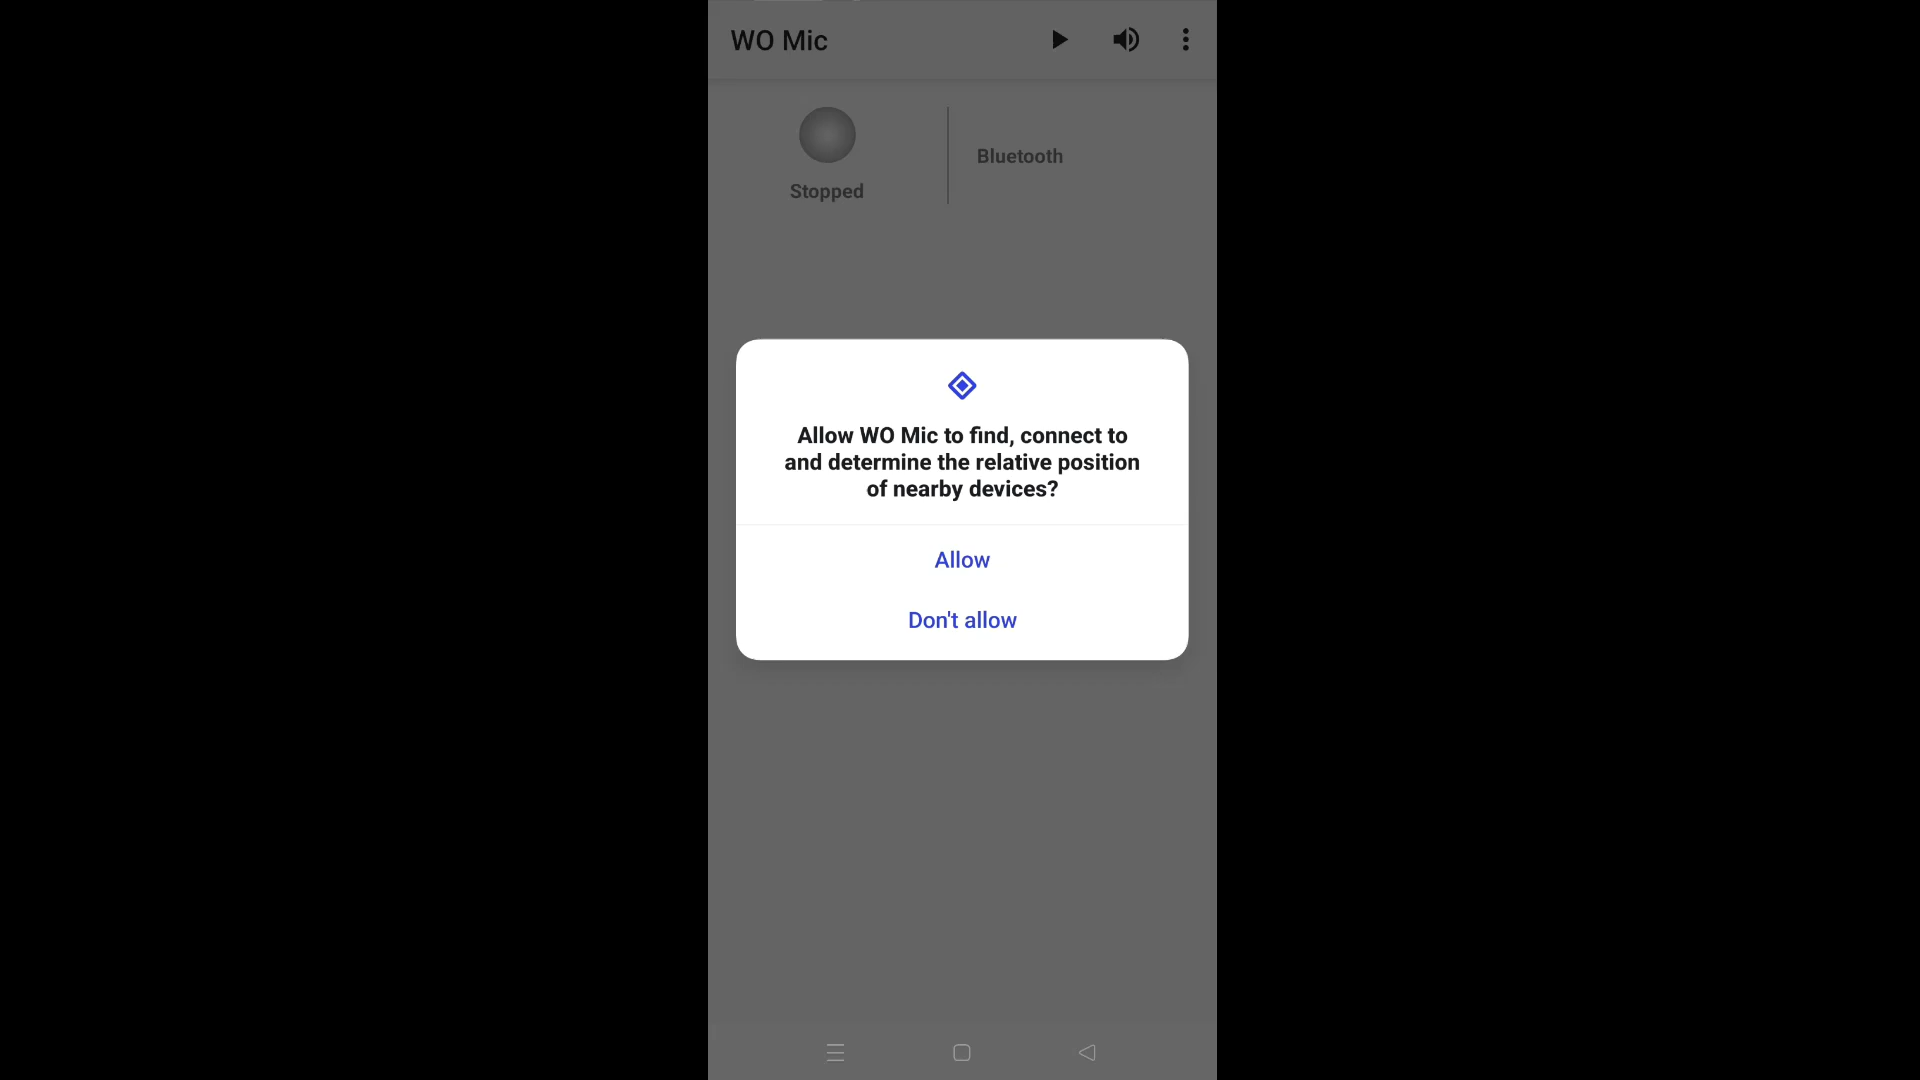 WO Mic
Stopped
Bluetooth
Allow WO Mic to find, connect to
and determine the relative position
of nearby devices?
Allow
Don't allow